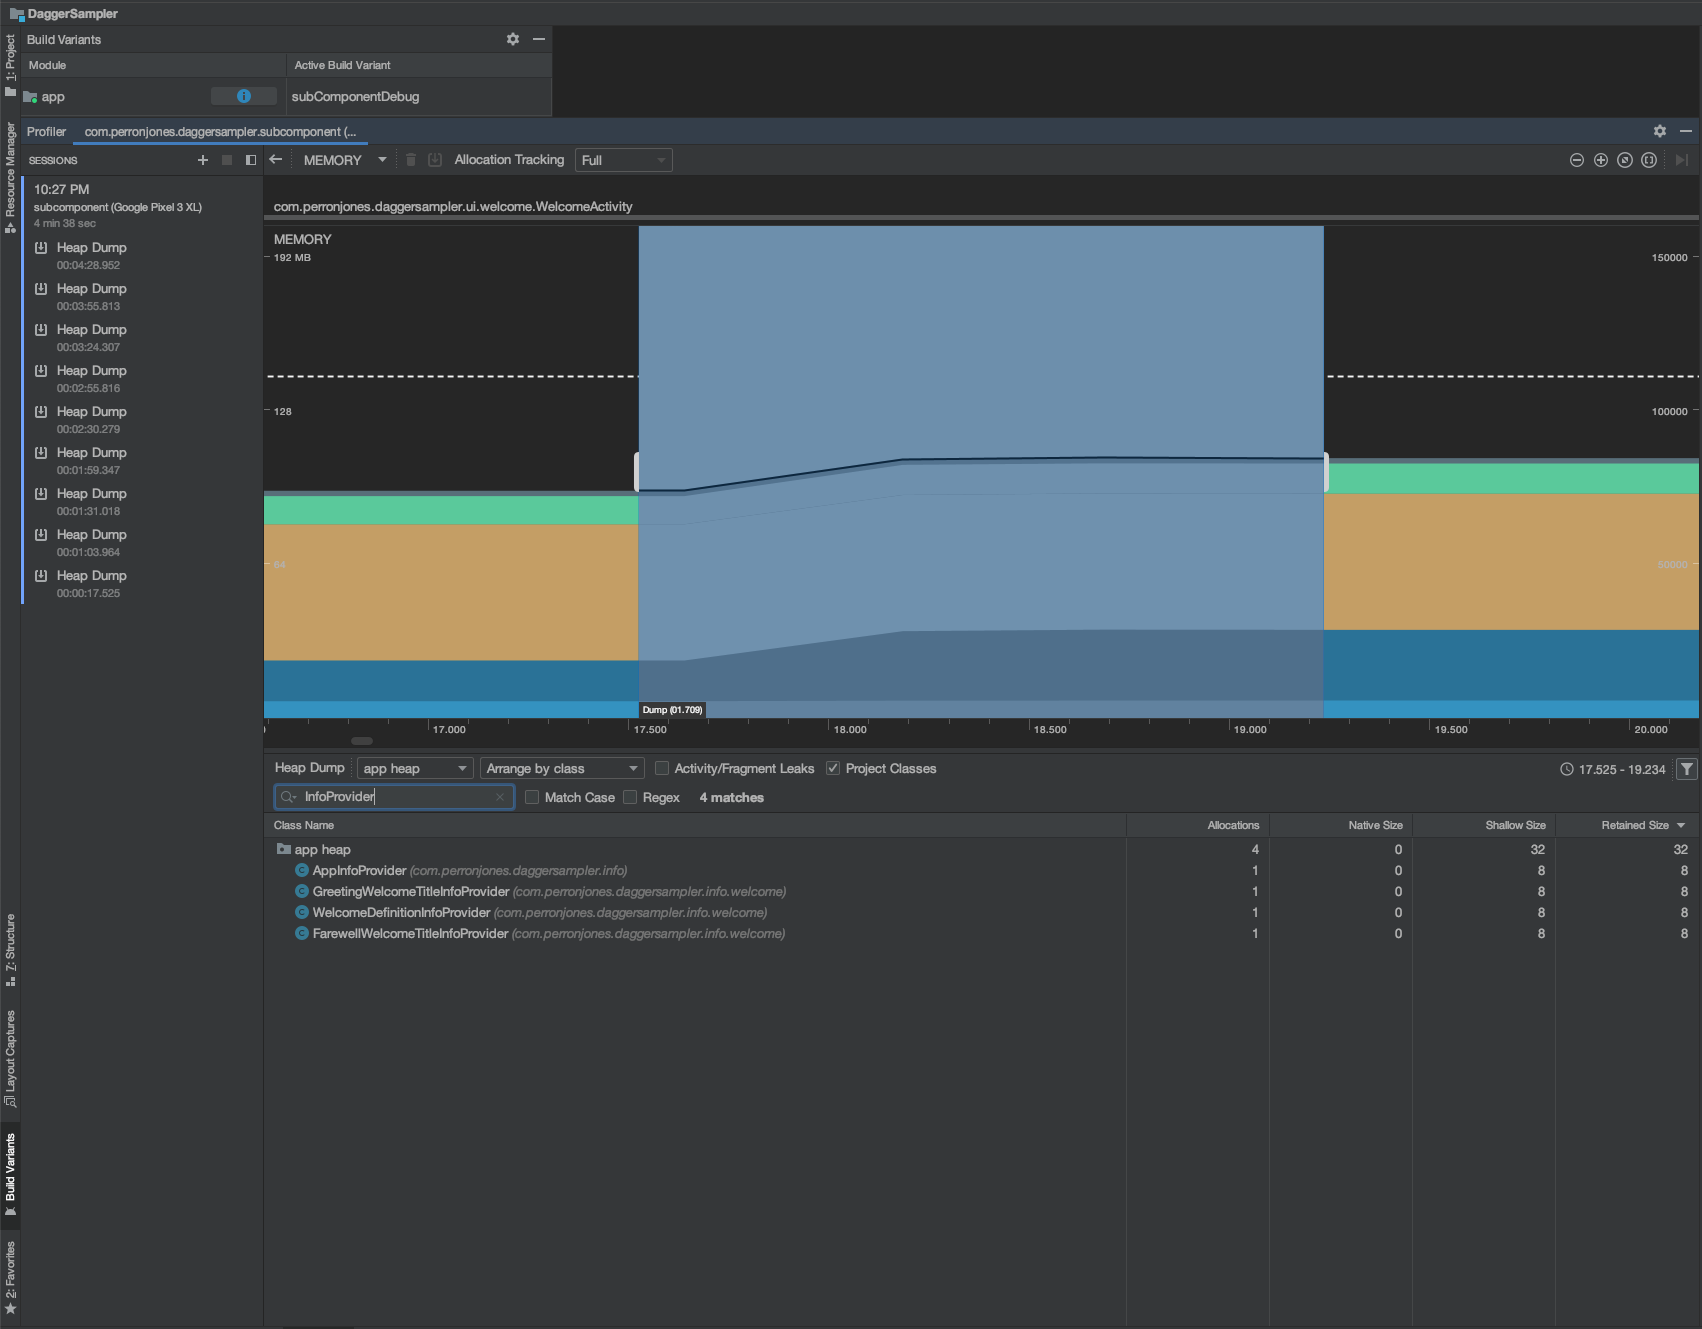 DaggerSampler
Build Variants
Module
Active Build Variant
app
subComponentDebug
Profiler
com.perronjones.daggersampler.subcomponent (...
SESSIONS
MEMORY
Allocation Tracking
Full
10:27 PM
subcomponent (Google Pixel 3 XL)
4 min 38 sec
Heap Dump
00:04:28.952
Heap Dump
00:03:55.813
Heap Dump
00:03:24.307
Heap Dump
00:02:55.816
Heap Dump
00:02:30.279
Heap Dump
00:01:59.347
Heap Dump
00:01:31.018
Heap Dump
00:01:03.964
Heap Dump
00:00:17.525
com.perronjones.daggersampler.ui.welcome.WelcomeActivity
MEMORY
192 MB
150000
128
100000
64
50000
Dump (01.709)
17.000
17.500
18.000
18.500
19.000
19.500
20.000
Heap Dump
app heap
Arrange by class
Activity/Fragment Leaks
Project Classes
17.525 - 19.234
InfoProvider
Match Case
Regex
4 matches
Class Name Allocations Native Size Shallow Size Retained Size
app heap 4 0 32 32
AppInfoProvider (com.perronjones.daggersampler.info) 1 0 8 8
GreetingWelcomeTitleInfoProvider (com.perronjones.daggersampler.info.welcome) 1 0 8 8
WelcomeDefinitionInfoProvider (com.perronjones.daggersampler.info.welcome) 1 0 8 8
FarewellWelcomeTitleInfoProvider (com.perronjones.daggersampler.info.welcome) 1 0 8 8
1: Project
Resource Manager
7: Structure
Layout Captures
Build Variants
2: Favorites